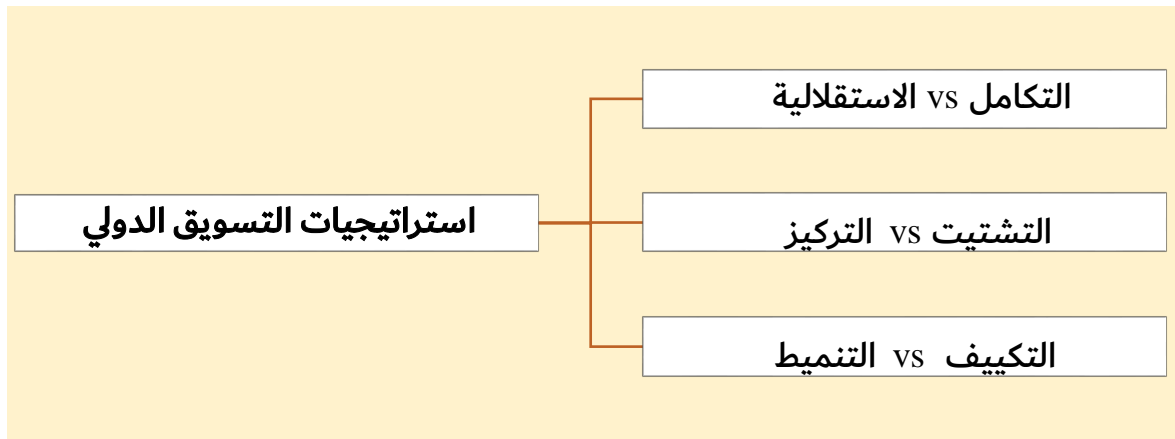 استراتيجيات التسويق الدولي
التكامل vs الاستقلالية
التشتيت vs التركيز
التكييف vs التنميط